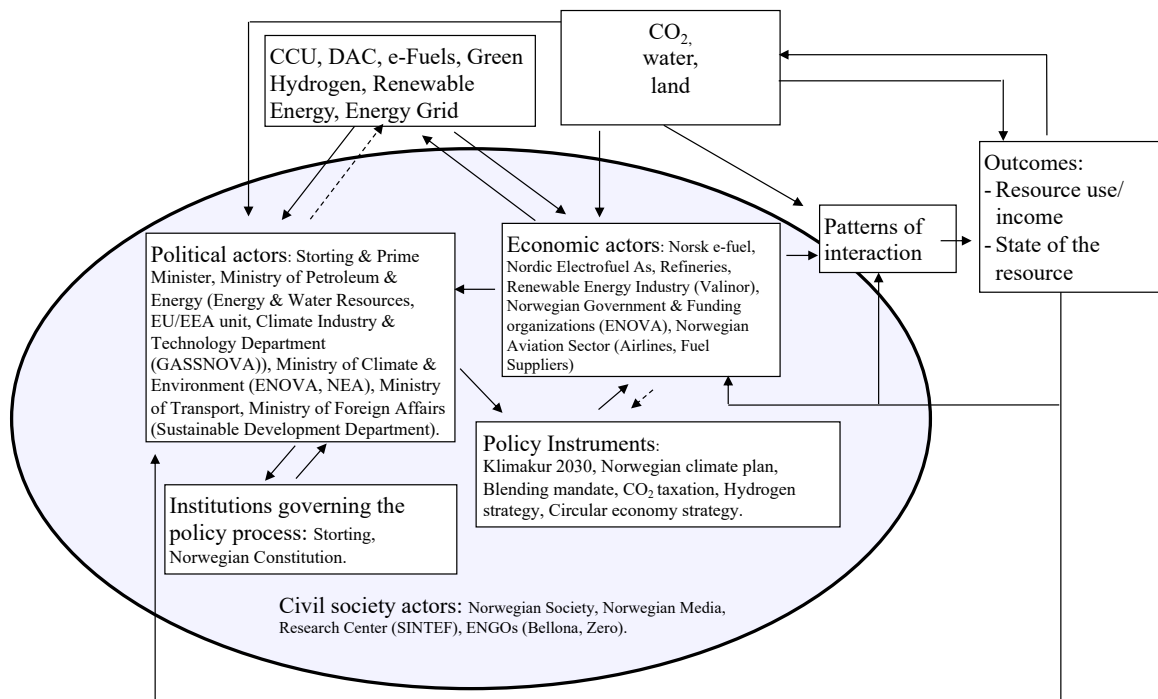 CO₂,
water,
land
CCU, DAC, e-Fuels, Green
Hydrogen, Renewable
Energy, Energy Grid
Outcomes:
- Resource use/
income
- State of the
resource
Patterns of
interaction
Political actors: Storting & Prime
Minister, Ministry of Petroleum &
Energy (Energy & Water Resources,
EU/EEA unit, Climate Industry &
Technology Department
(GASSNOVA)), Ministry of Climate &
Environment (ENOVA, NEA), Ministry
of Transport, Ministry of Foreign Affairs
(Sustainable Development Department).
Economic actors: Norsk e-fuel,
Nordic Electrofuel As, Refineries,
Renewable Energy Industry (Valinor),
Norwegian Government & Funding
organizations (ENOVA), Norwegian
Aviation Sector (Airlines, Fuel
Suppliers)
Policy Instruments:
Klimakur 2030, Norwegian climate plan,
Blending mandate, CO₂ taxation, Hydrogen
strategy, Circular economy strategy.
Institutions governing the
policy process: Storting,
Norwegian Constitution.
Civil society actors: Norwegian Society, Norwegian Media,
Research Center (SINTEF), ENGOs (Bellona, Zero).